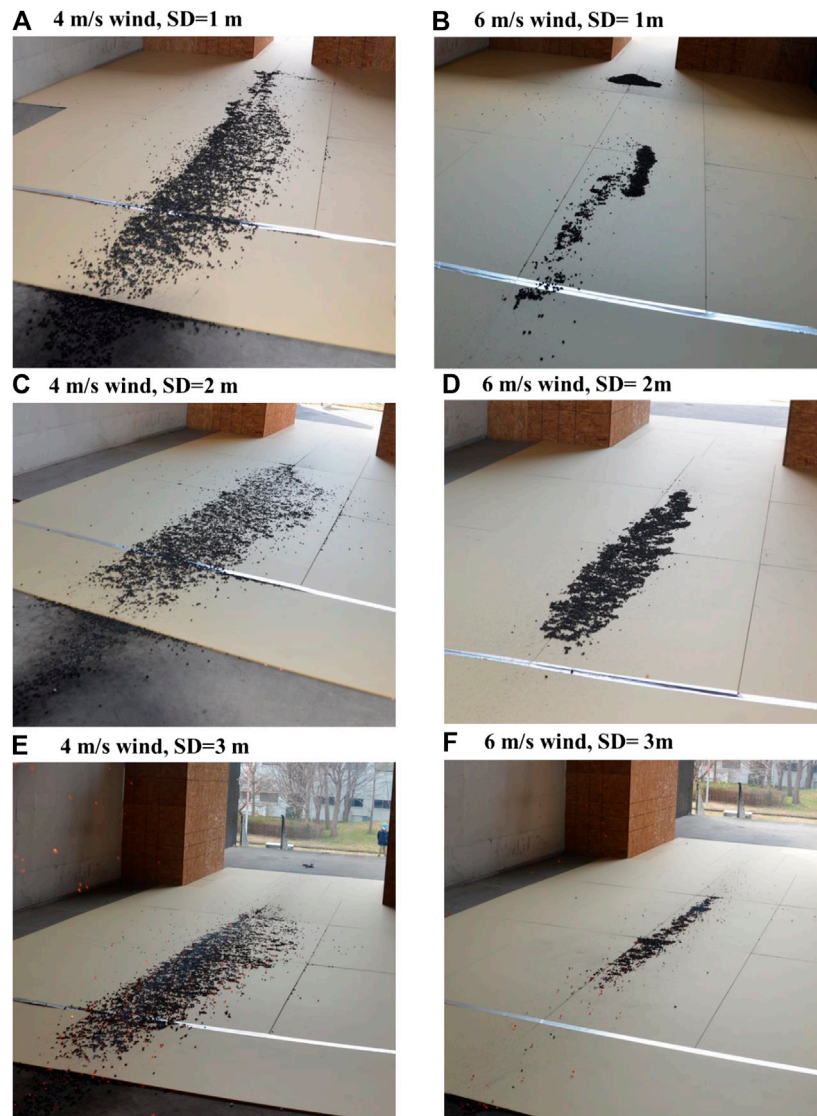 A 4 m/s wind, SD=1 m
B 6 m/s wind, SD= 1m
C 4 m/s wind, SD=2 m
D 6 m/s wind, SD= 2m
E 4 m/s wind, SD=3 m
F 6 m/s wind, SD= 3m